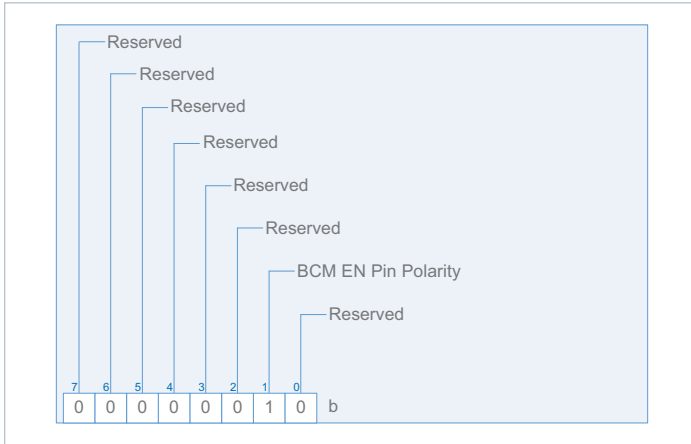 Reserved
Reserved
Reserved
Reserved
Reserved
Reserved
BCM EN Pin Polarity
Reserved
7 6 5 4 3 2 1 0
0 0 0 0 0 0 1 0 b